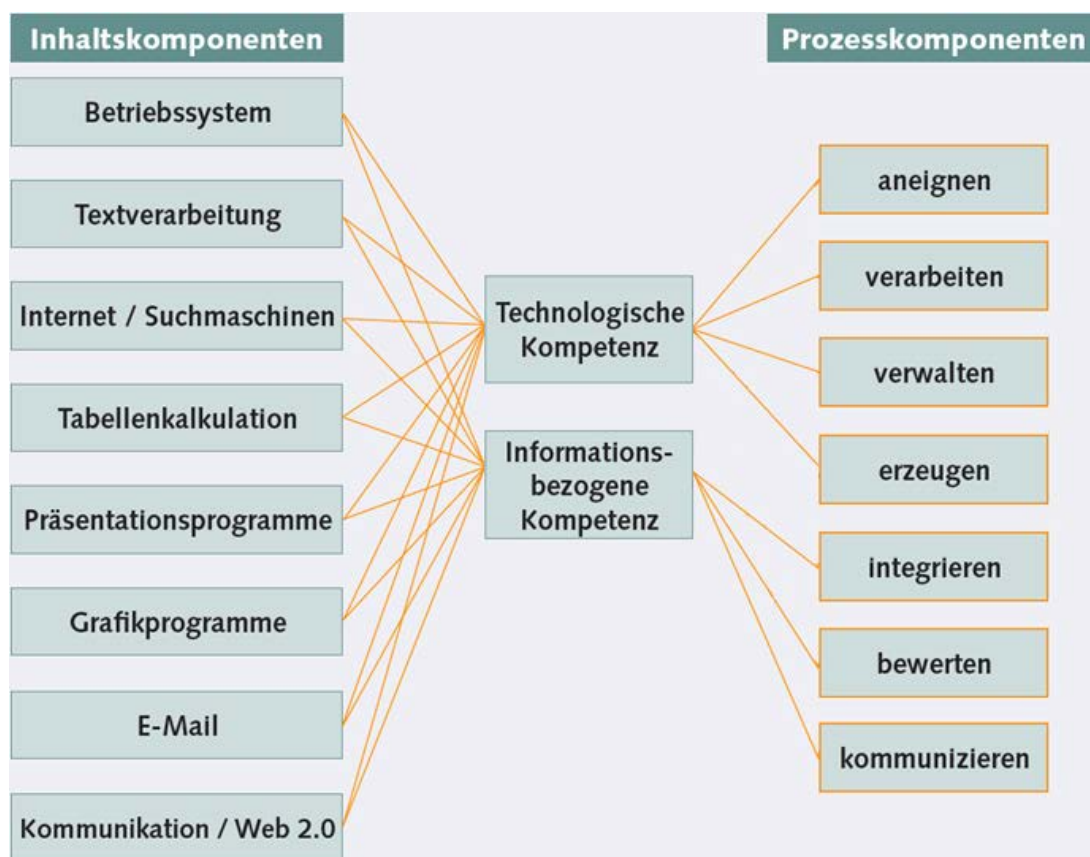 Inhaltskomponenten
Prozesskomponenten
Betriebssystem
Textverarbeitung
Internet / Suchmaschinen
Tabellenkalkulation
Präsentationsprogramme
Grafikprogramme
E-Mail
Kommunikation / Web 2.0
Technologische
Kompetenz
Informations-
bezogene
Kompetenz
aneignen
verarbeiten
verwalten
erzeugen
integrieren
bewerten
kommunizieren